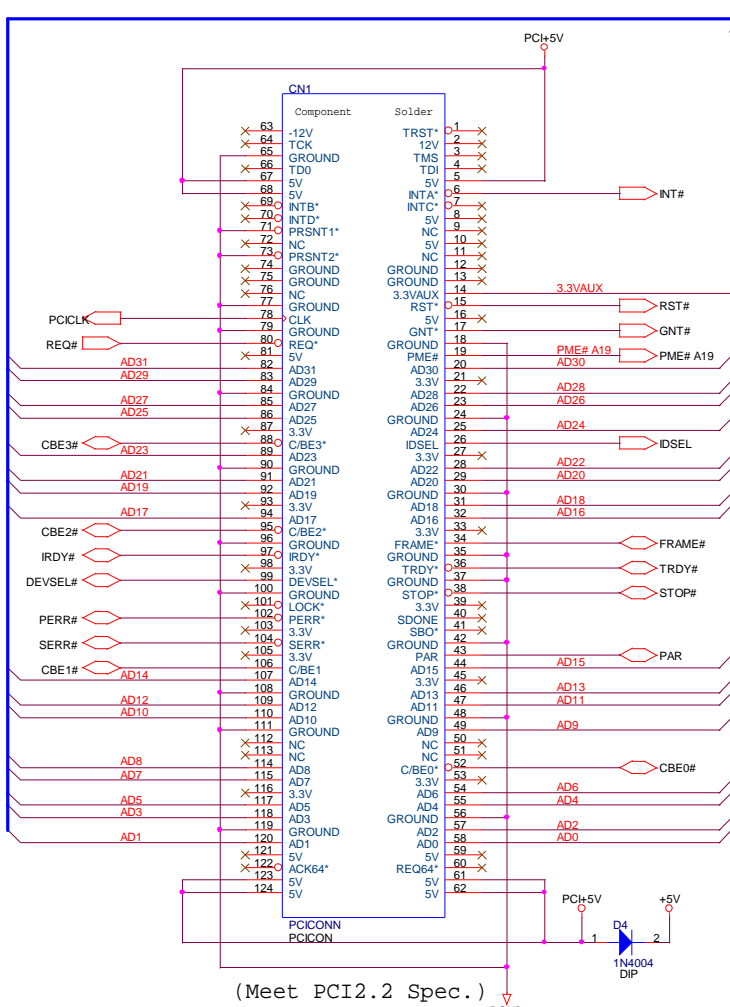 PCI+5V
CN1
Component Solder
63 -12V TRST* 1
64 TCK 12V 2
65 GROUND TMS 3
66 TD0 TDI 4
67 5V 5V 5
68 5V INTA* 6 INT#
69 INTB* INTC* 7
70 INTD* 5V 8
71 PRSNT1* NC 9
72 NC 5V 10
73 PRSNT2* NC 11
74 GROUND GROUND 12
75 GROUND GROUND 13
76 NC 3.3VAUX 14 3.3VAUX
77 GROUND RST* 15 RST#
PCICLK 78 CLK 5V 16
79 GROUND GNT* 17 GNT#
REQ# 80 REQ* GROUND 18
81 5V PME# 19 PME# A19 PME# A19
AD31 82 AD31 AD30 20 AD30
AD29 83 AD29 3.3V 21
84 GROUND AD28 22 AD28
AD27 85 AD27 AD26 23 AD26
AD25 86 AD25 GROUND 24
87 3.3V AD24 25 AD24
CBE3# 88 C/BE3* IDSEL 26 IDSEL
AD23 89 AD23 3.3V 27
90 GROUND AD22 28 AD22
AD21 91 AD21 AD20 29 AD20
AD19 92 AD19 GROUND 30
93 3.3V AD18 31 AD18
AD17 94 AD17 AD16 32 AD16
CBE2# 95 C/BE2* 3.3V 33
96 GROUND FRAME* 34 FRAME#
IRDY# 97 IRDY* GROUND 35
98 3.3V TRDY* 36 TRDY#
DEVSEL# 99 DEVSEL* GROUND 37
100 GROUND STOP* 38 STOP#
101 LOCK* 3.3V 39
PERR# 102 PERR* SDONE 40
103 3.3V SBO* 41
SERR# 104 SERR* GROUND 42
105 3.3V PAR 43 PAR
CBE1# 106 C/BE1 AD15 44 AD15
AD14 107 AD14 3.3V 45
108 GROUND AD13 46 AD13
AD12 109 AD12 AD11 47 AD11
AD10 110 AD10 GROUND 48
111 GROUND AD9 49 AD9
112 NC NC 50
113 NC NC 51
AD8 114 AD8 C/BE0* 52 CBE0#
AD7 115 AD7 3.3V 53
116 3.3V AD6 54 AD6
AD5 117 AD5 AD4 55 AD4
AD3 118 AD3 GROUND 56
119 GROUND AD2 57 AD2
AD1 120 AD1 AD0 58 AD0
121 5V 5V 59
122 ACK64* REQ64* 60
123 5V 5V 61
124 5V 5V 62
PCI+5V +5V
PCICONN
PCICON
D4
1 2
1N4004
DIP
(Meet PCI2.2 Spec.)